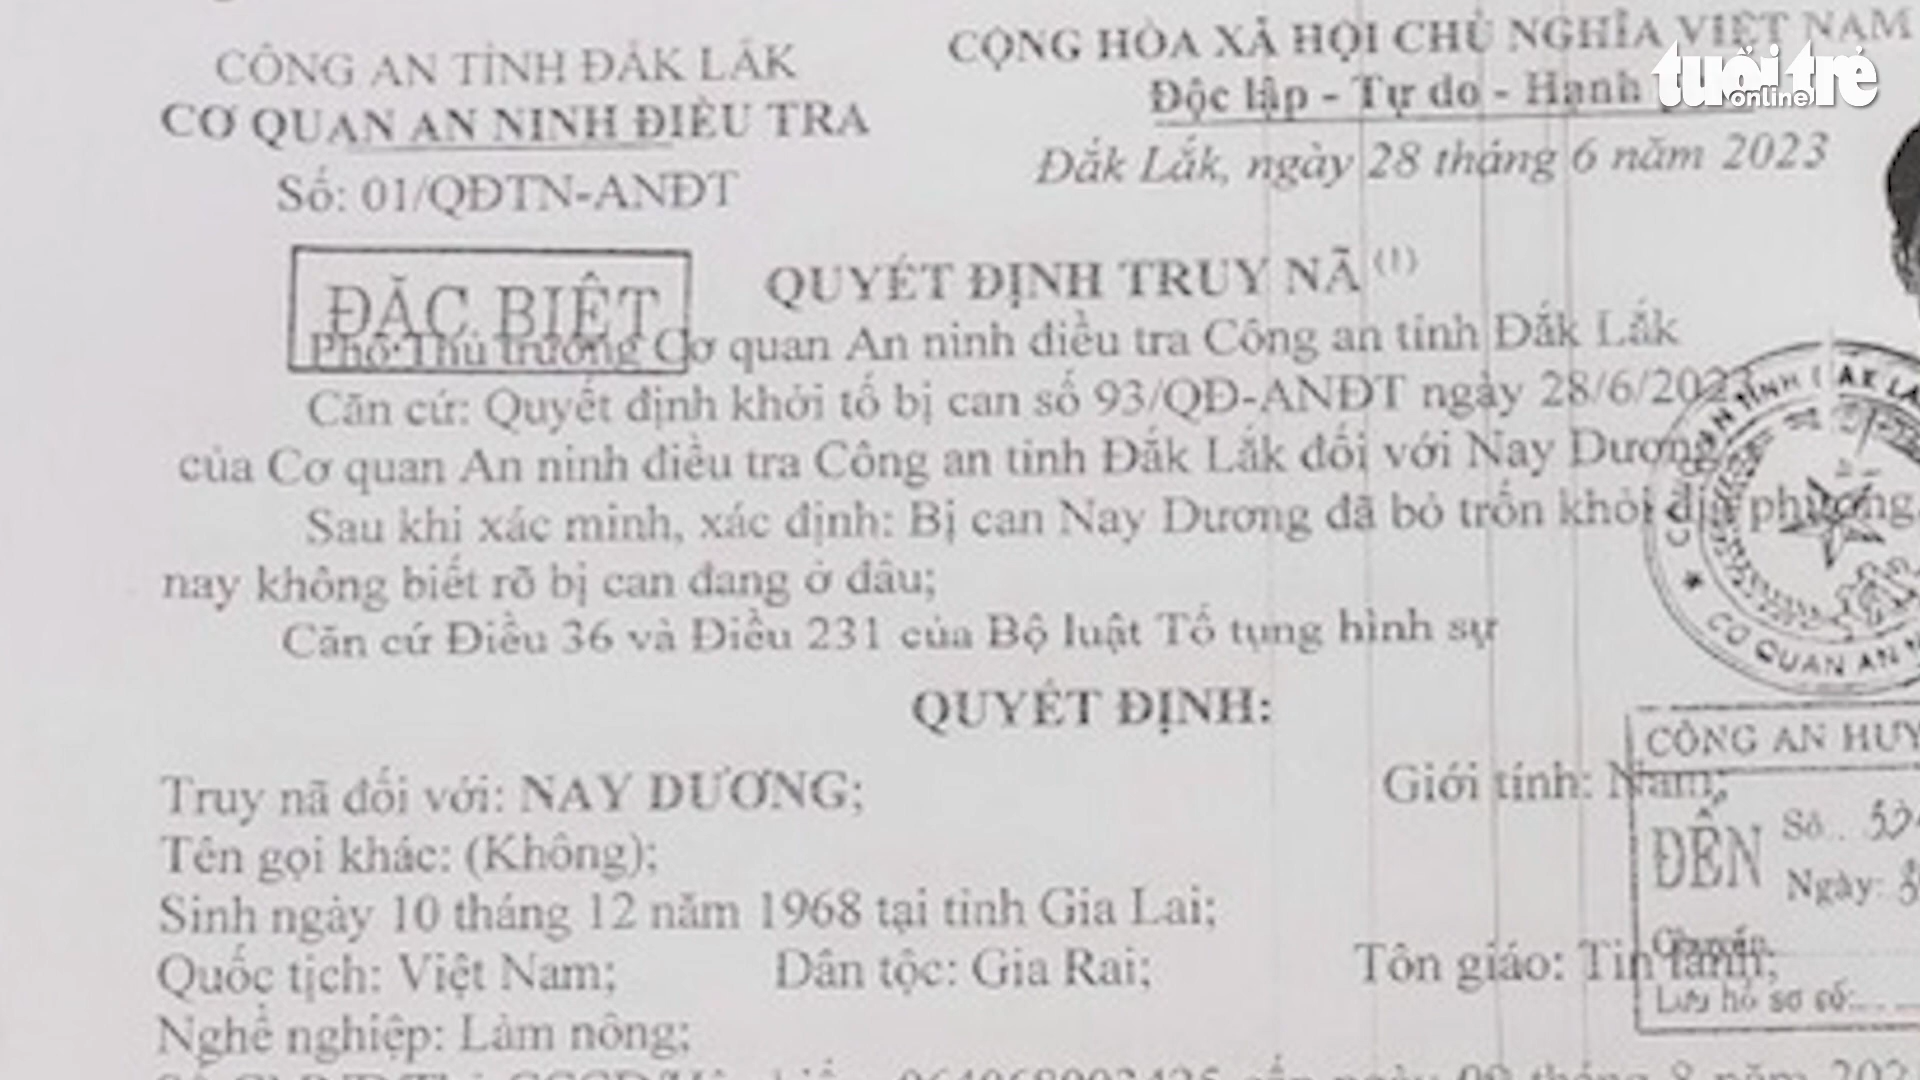 CÔNG AN TỈNH ĐẮK LẮK
CƠ QUAN AN NINH ĐIỀU TRA
Số: 01/QĐTN-ANĐT
CỘNG HÒA XÃ HỘI CHỦ NGHĨA VIỆT NAM
Độc lập - Tự do - Hạnh
tuổi trẻ
online
Đắk Lắk, ngày 28 tháng 6 năm 2023
ĐẶC BIỆT
QUYẾT ĐỊNH TRUY NÃ (1)
Phó Thủ trưởng Cơ quan An ninh điều tra Công an tỉnh Đắk Lắk
Căn cứ: Quyết định khởi tố bị can số 93/QĐ-ANĐT ngày 28/6/2023
của Cơ quan An ninh điều tra Công an tỉnh Đắk Lắk đối với Nay Dương
Sau khi xác minh, xác định: Bị can Nay Dương đã bỏ trốn khỏi địa phương,
nay không biết rõ bị can đang ở đâu;
Căn cứ Điều 36 và Điều 231 của Bộ luật Tố tụng hình sự
CƠ QUAN AN
QUYẾT ĐỊNH:
Truy nã đối với: NAY DƯƠNG;
Giới tính: Nam;
Tên gọi khác: (Không);
Sinh ngày 10 tháng 12 năm 1968 tại tỉnh Gia Lai;
Quốc tịch: Việt Nam;
Dân tộc: Gia Rai;
Tôn giáo: Tin lành;
Nghề nghiệp: Làm nông;
CÔNG AN HUY
ĐẾN
Số
Ngày:
Chuyển
Lưu hồ sơ số: